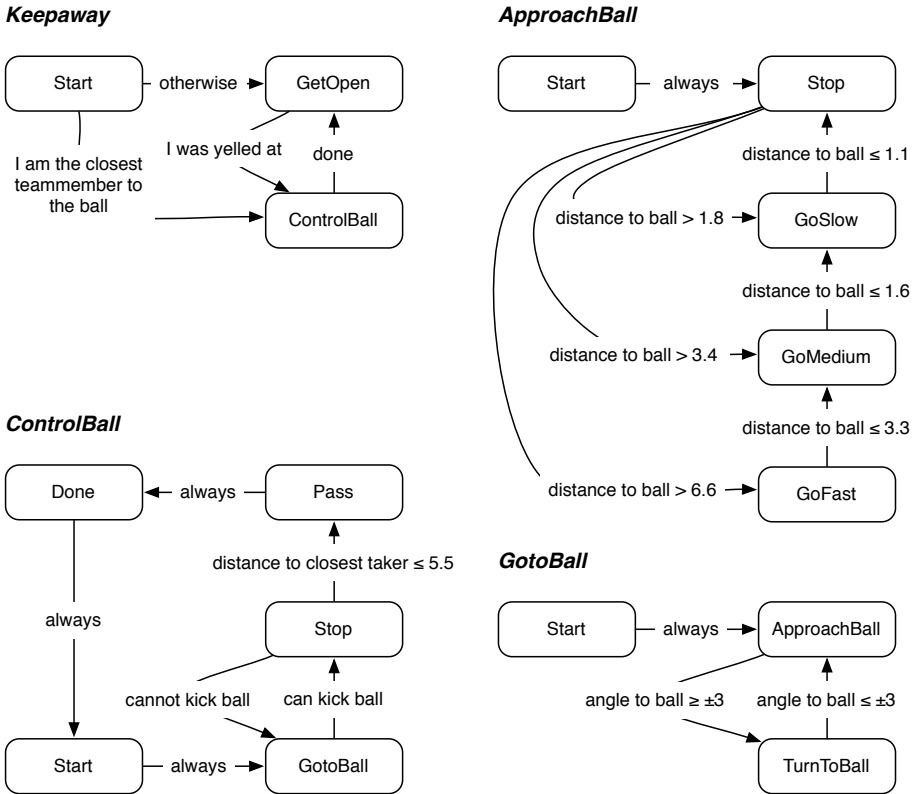 Keepaway
Start
otherwise
GetOpen
I was yelled at
done
I am the closest
teammember to
the ball
ControlBall
ApproachBall
Start
always
Stop
distance to ball ≤ 1.1
distance to ball > 1.8
GoSlow
distance to ball ≤ 1.6
distance to ball > 3.4
GoMedium
distance to ball ≤ 3.3
distance to ball > 6.6
GoFast
ControlBall
Done
always
Pass
distance to closest taker ≤ 5.5
always
Stop
cannot kick ball
can kick ball
Start
always
GotoBall
GotoBall
Start
always
ApproachBall
angle to ball ≥ ±3
angle to ball ≤ ±3
TurnToBall